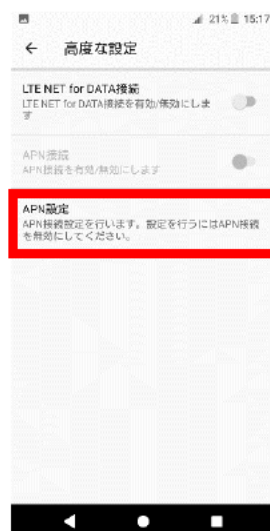 21% 15:17
← 高度な設定
LTE NET for DATA接続
LTE NET for DATA接続を有効/無効にしま
す
APN接続
APN接続を有効/無効にします
APN設定
APN接続設定を行います。設定を行うにはAPN接続
を無効にしてください。